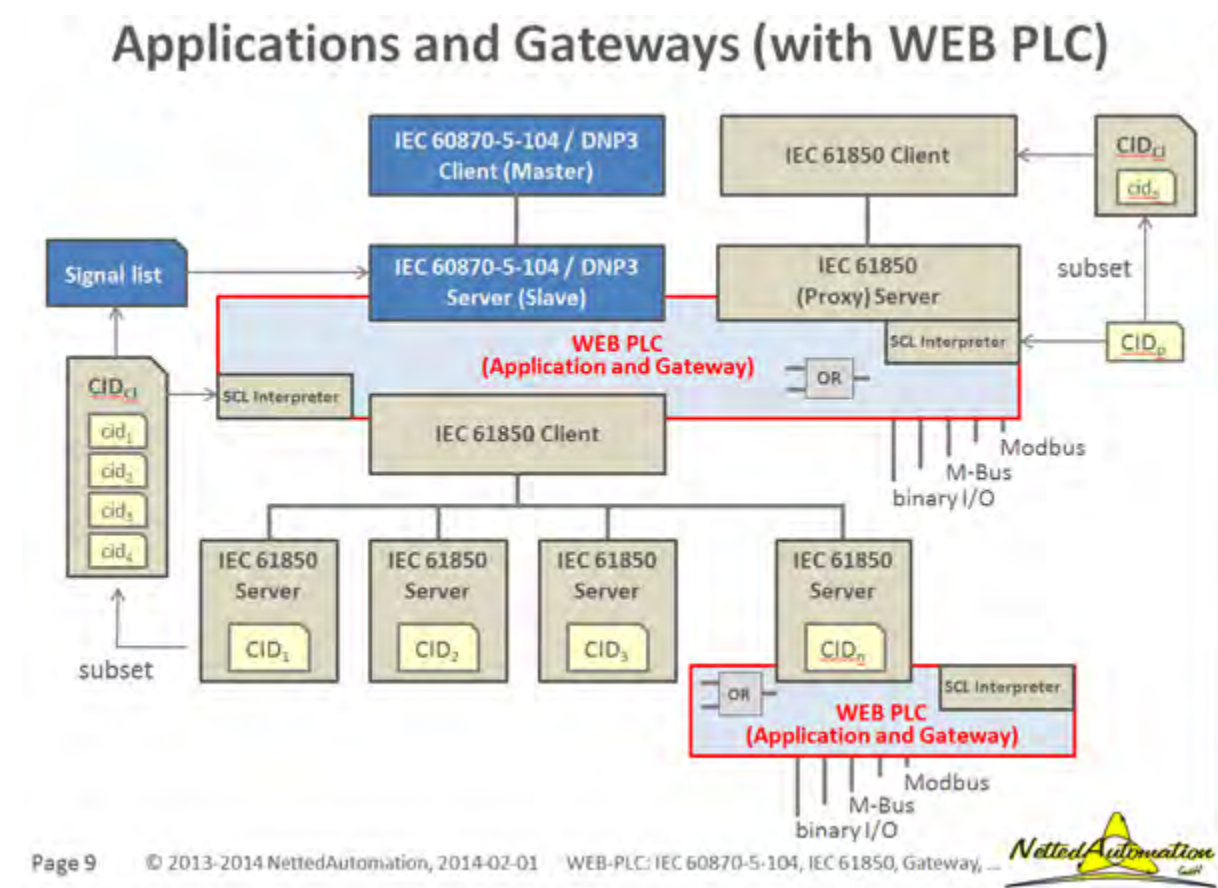 Applications and Gateways (with WEB PLC)
IEC 60870-5-104 / DNP3
Client (Master)
IEC 61850 Client
CIDcl
cid5
Signal list
IEC 60870-5-104 / DNP3
Server (Slave)
IEC 61850
(Proxy) Server
subset
WEB PLC
(Application and Gateway)
SCL Interpreter
CIDp
OR
CIDcl
SCL Interpreter
cid1
cid2
cid3
cid4
IEC 61850 Client
Modbus
M-Bus
binary I/O
IEC 61850
Server
CID1
IEC 61850
Server
CID2
IEC 61850
Server
CID3
IEC 61850
Server
CIDn
subset
OR
SCL Interpreter
WEB PLC
(Application and Gateway)
Modbus
M-Bus
binary I/O
Page 9
© 2013-2014 NettedAutomation, 2014-02-01
WEB-PLC: IEC 60870-5-104, IEC 61850, Gateway, ...
NettedAutomation
GmbH